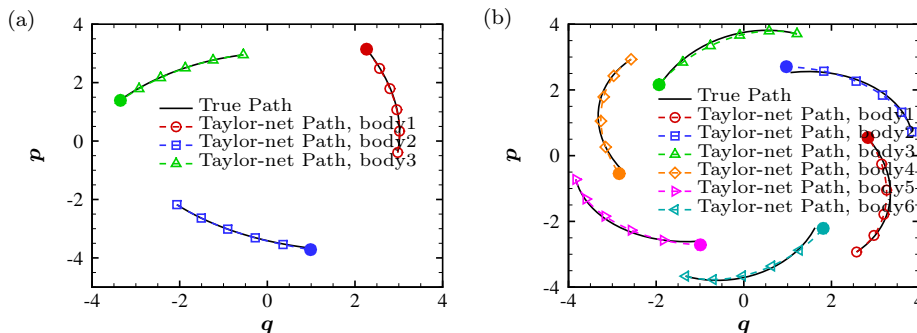 (a)
4
2
0
-2
-4
p
True Path
Taylor-net Path, body1
Taylor-net Path, body2
Taylor-net Path, body3
-4 -2 0 2 4
q
(b)
4
2
0
-2
-4
p
True Path
Taylor-net Path, body1
Taylor-net Path, body2
Taylor-net Path, body3
Taylor-net Path, body4
Taylor-net Path, body5
Taylor-net Path, body6
-4 -2 0 2 4
q